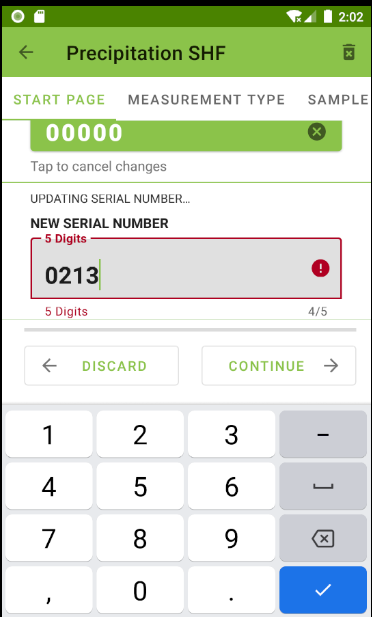 2:02
Precipitation SHF
START PAGE MEASUREMENT TYPE SAMPLE
00000
Tap to cancel changes
UPDATING SERIAL NUMBER...
NEW SERIAL NUMBER
5 Digits
0213
5 Digits 4/5
DISCARD CONTINUE
1 2 3 –
4 5 6
7 8 9
, 0 .